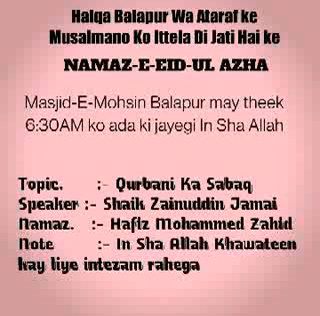 Halqa Balapur Wa Ataraf ke
Musalmano Ko Ittela Di Jati Hai ke
NAMAZ-E-EID-UL AZHA
Masjid-E-Mohsin Balapur may theek
6:30AM ko ada ki jayegi In Sha Allah
Topic. :- Qurbani Ka Sabaq
Speaker :- Shaik Zainuddin Jamai
Namaz. :- Hafiz Mohammed Zahid
Note :- In Sha Allah Khawateen
kay liye intezam rahega